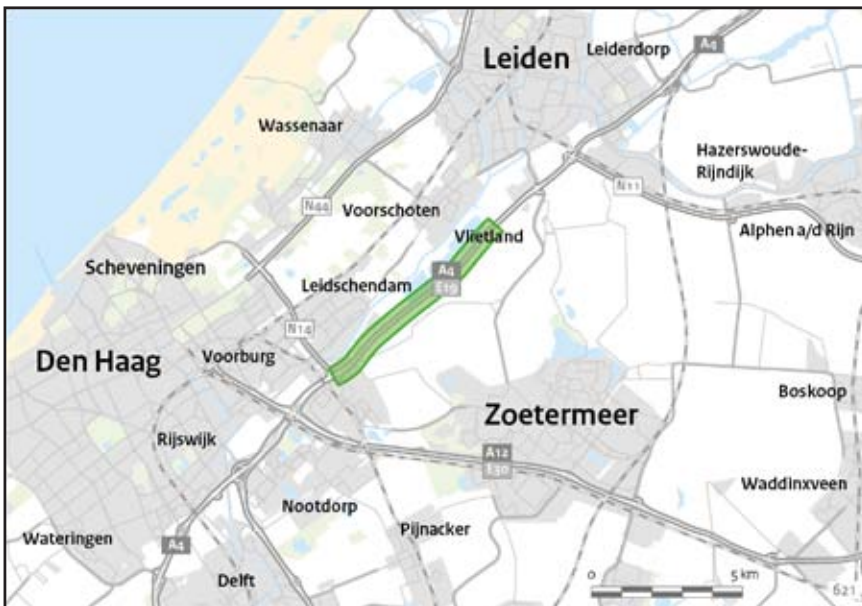 A4
Leiden
Leiderdorp
Wassenaar
Hazerswoude-
Rijndijk
N11
N44
Voorschoten
Alphen a/d Rijn
Vlietland
Scheveningen
A4
E19
Leidschendam
N14
Den Haag
Voorburg
Boskoop
Zoetermeer
Rijswijk
A12
E30
Waddinxveen
Nootdorp
Pijnacker
Wateringen
A4
Delft
0 5 km
621